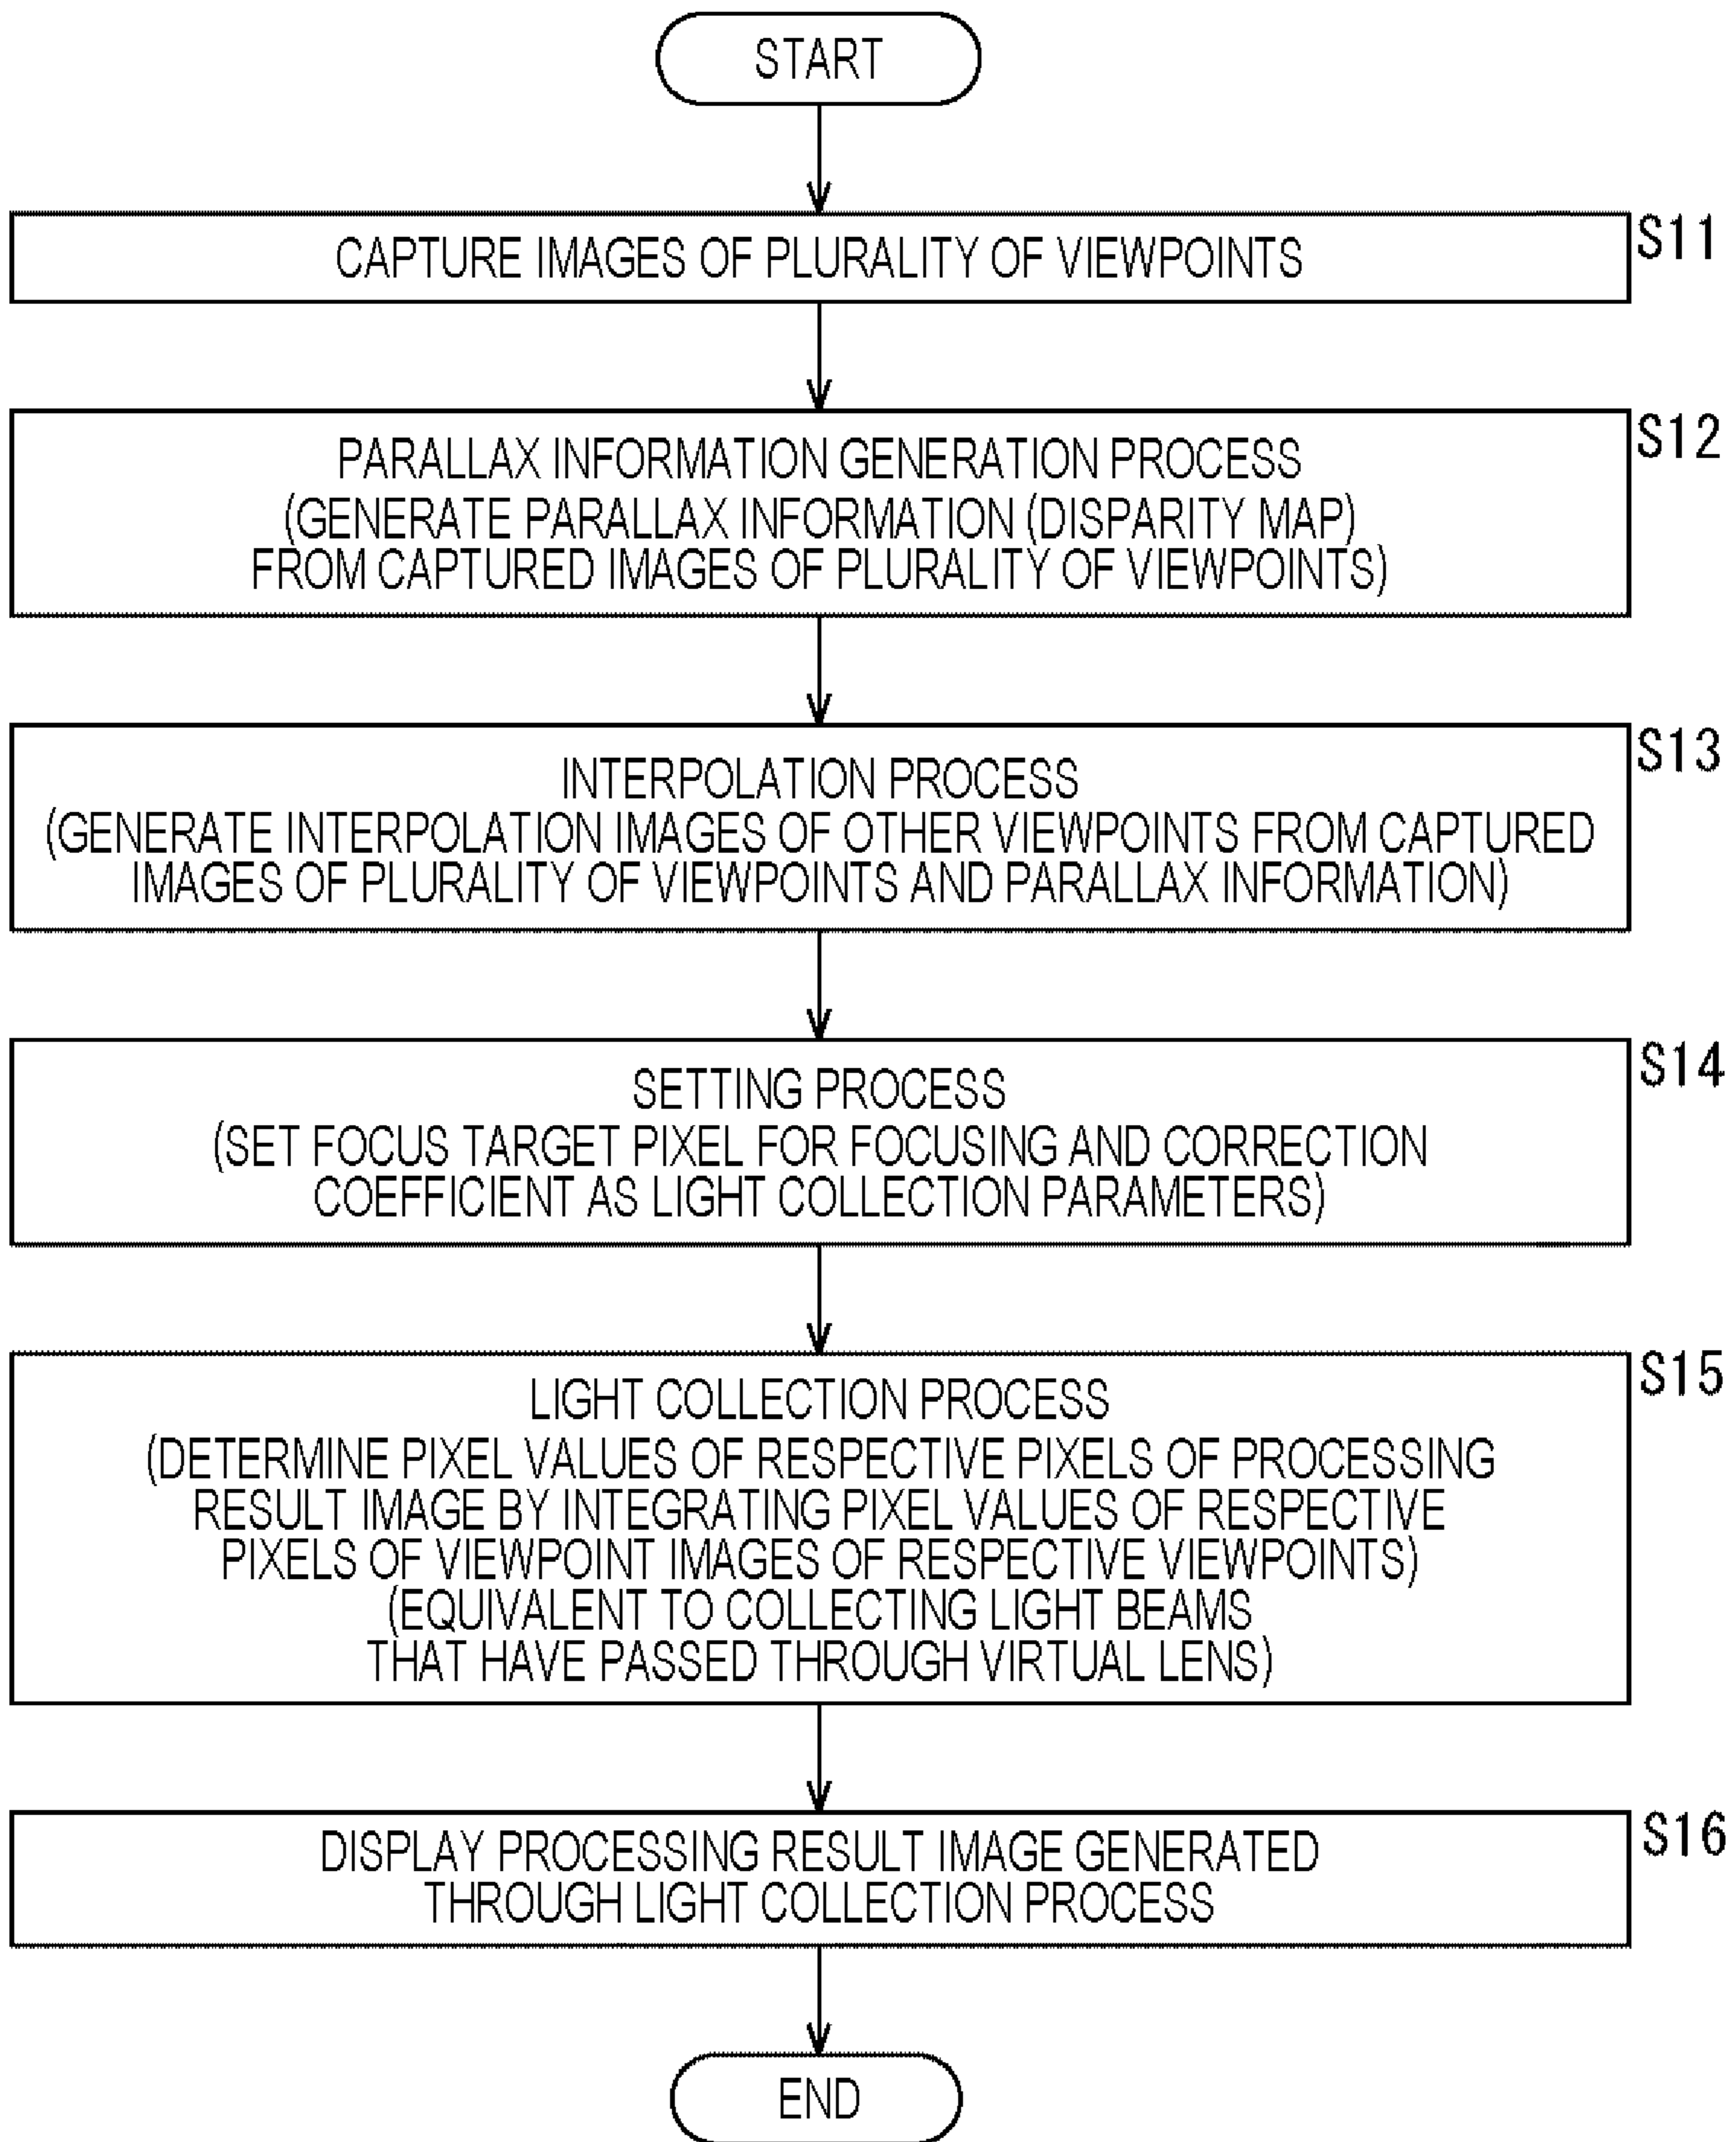 START
CAPTURE IMAGES OF PLURALITY OF VIEWPOINTS
S11
PARALLAX INFORMATION GENERATION PROCESS
(GENERATE PARALLAX INFORMATION (DISPARITY MAP)
FROM CAPTURED IMAGES OF PLURALITY OF VIEWPOINTS)
S12
INTERPOLATION PROCESS
(GENERATE INTERPOLATION IMAGES OF OTHER VIEWPOINTS FROM CAPTURED
IMAGES OF PLURALITY OF VIEWPOINTS AND PARALLAX INFORMATION)
S13
SETTING PROCESS
(SET FOCUS TARGET PIXEL FOR FOCUSING AND CORRECTION
COEFFICIENT AS LIGHT COLLECTION PARAMETERS)
S14
LIGHT COLLECTION PROCESS
(DETERMINE PIXEL VALUES OF RESPECTIVE PIXELS OF PROCESSING
RESULT IMAGE BY INTEGRATING PIXEL VALUES OF RESPECTIVE
PIXELS OF VIEWPOINT IMAGES OF RESPECTIVE VIEWPOINTS)
(EQUIVALENT TO COLLECTING LIGHT BEAMS
THAT HAVE PASSED THROUGH VIRTUAL LENS)
S15
DISPLAY PROCESSING RESULT IMAGE GENERATED
THROUGH LIGHT COLLECTION PROCESS
S16
END